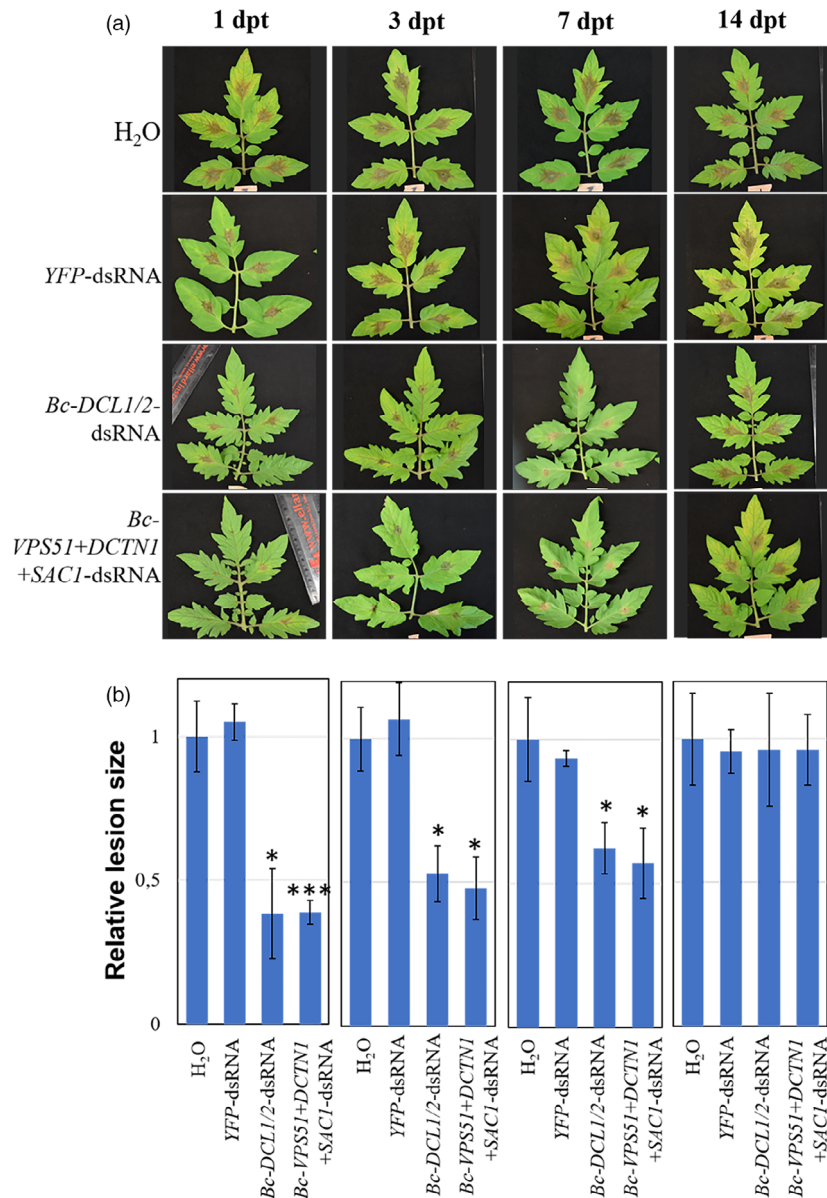 (a)
1 dpt 3 dpt 7 dpt 14 dpt
H₂O
YFP-dsRNA
Bc-DCL1/2-
dsRNA
Bc-
VPS51+DCTN1
+SAC1-dsRNA
(b)
Relative lesion size
1
0,5
0
* *** * * * *
H₂O
YFP-dsRNA
Bc-DCL1/2-dsRNA
Bc-VPS51+DCTN1
+SAC1-dsRNA
H₂O
YFP-dsRNA
Bc-DCL1/2-dsRNA
Bc-VPS51+DCTN1
+SAC1-dsRNA
H₂O
YFP-dsRNA
Bc-DCL1/2-dsRNA
Bc-VPS51+DCTN1
+SAC1-dsRNA
H₂O
YFP-dsRNA
Bc-DCL1/2-dsRNA
Bc-VPS51+DCTN1
+SAC1-dsRNA